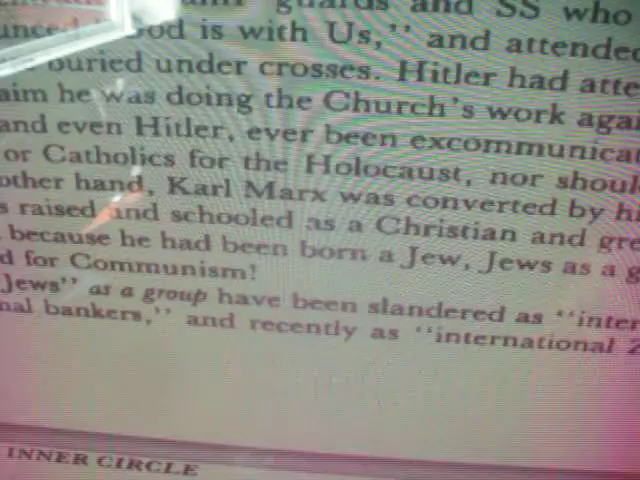 guards and SS who
God is with Us," and attended
buried under crosses. Hitler had atte
aim he was doing the Church's work agai
and even Hitler, ever been excommunicat
or Catholics for the Holocaust, nor shoul
other hand, Karl Marx was converted by hi
s raised and schooled as a Christian and gre
because he had been born a Jew, Jews as a g
d for Communism!
Jews" as a group have been slandered as "inter
nal bankers," and recently as "international Z
INNER CIRCLE